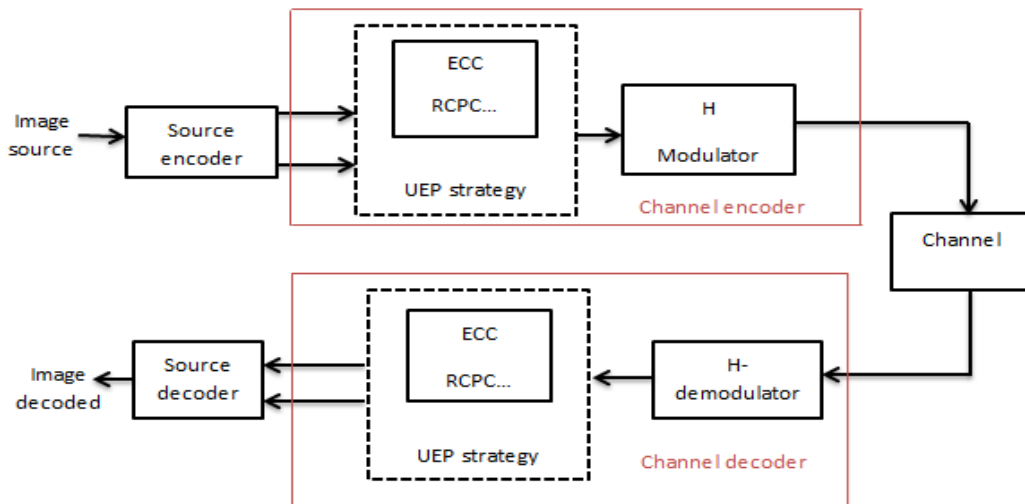 Image
source
Source
encoder
ECC
RCPC...
UEP strategy
H
Modulator
Channel encoder
Channel
Image
decoded
Source
decoder
ECC
RCPC...
UEP strategy
H-
demodulator
Channel decoder